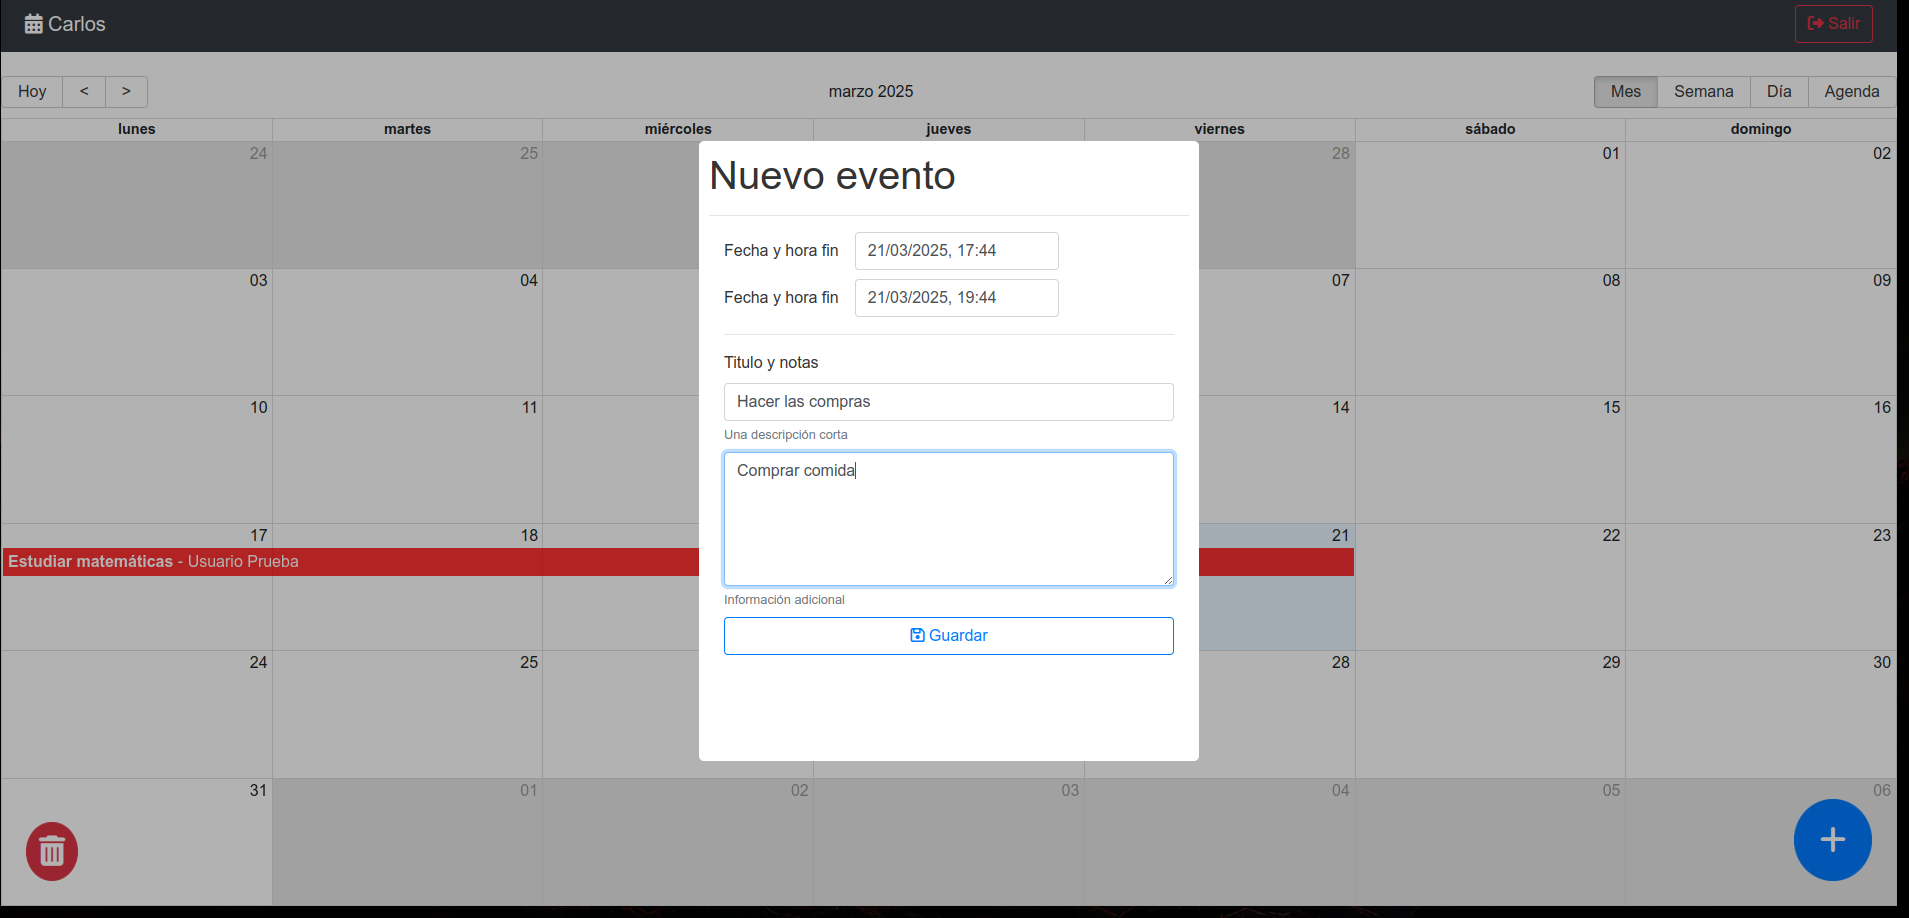 Carlos
Salir
Hoy < > marzo 2025 Mes Semana Día Agenda
lunes martes miércoles jueves viernes sábado domingo
24 25 28 01 02
Nuevo evento
Fecha y hora fin 21/03/2025, 17:44
03 04 07 08 09
Fecha y hora fin 21/03/2025, 19:44
Titulo y notas
Hacer las compras
10 11 14 15 16
Una descripción corta
Comprar comida
17 18 21 22 23
Estudiar matemáticas - Usuario Prueba
Información adicional
Guardar
24 25 28 29 30
31 01 02 03 04 05 06
+